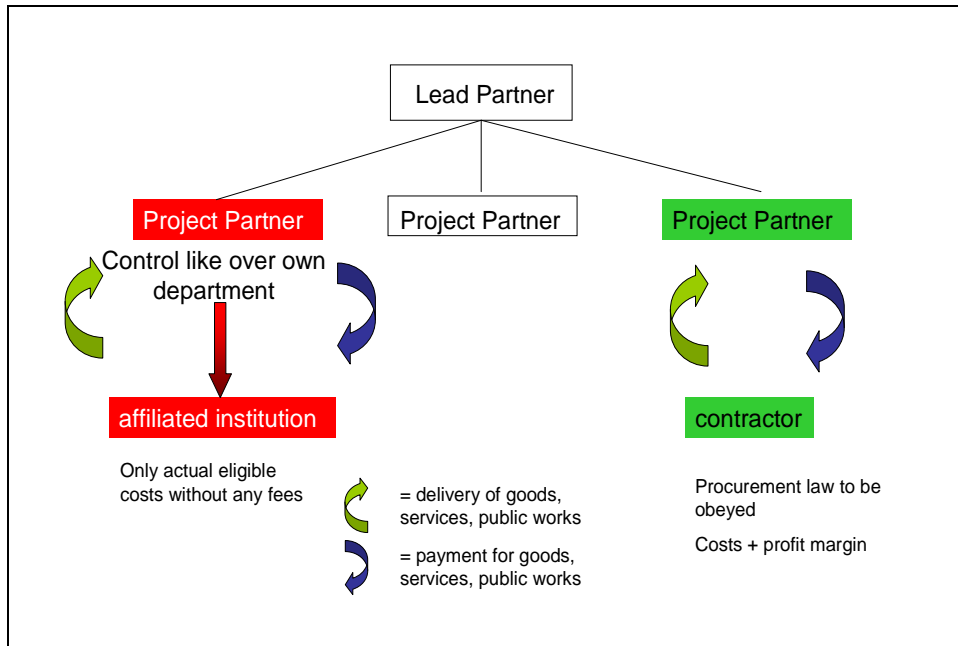 Lead Partner
Project Partner
Project Partner
Project Partner
Control like over own
department
affiliated institution
contractor
Only actual eligible
costs without any fees
= delivery of goods,
services, public works
= payment for goods,
services, public works
Procurement law to be
obeyed
Costs + profit margin